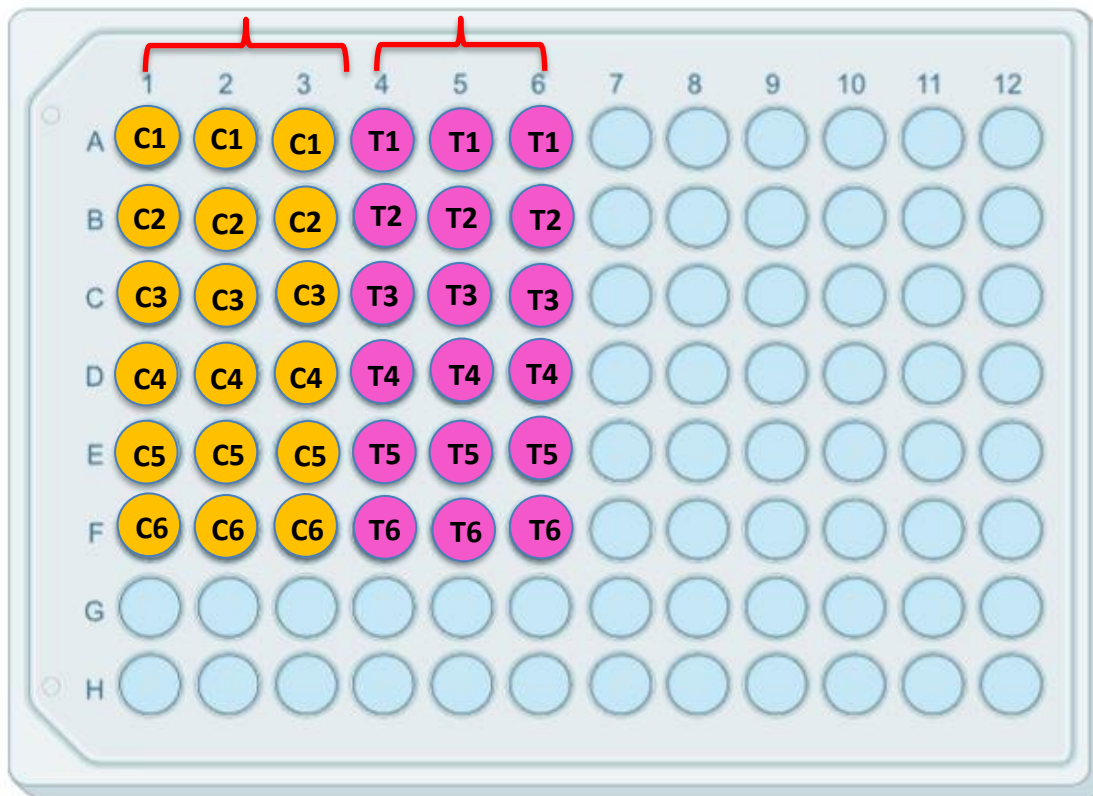 1 2 3 4 5 6 7 8 9 10 11 12
A C1 C1 C1 T1 T1 T1
B C2 C2 C2 T2 T2 T2
C C3 C3 C3 T3 T3 T3
D C4 C4 C4 T4 T4 T4
E C5 C5 C5 T5 T5 T5
F C6 C6 C6 T6 T6 T6
G
H